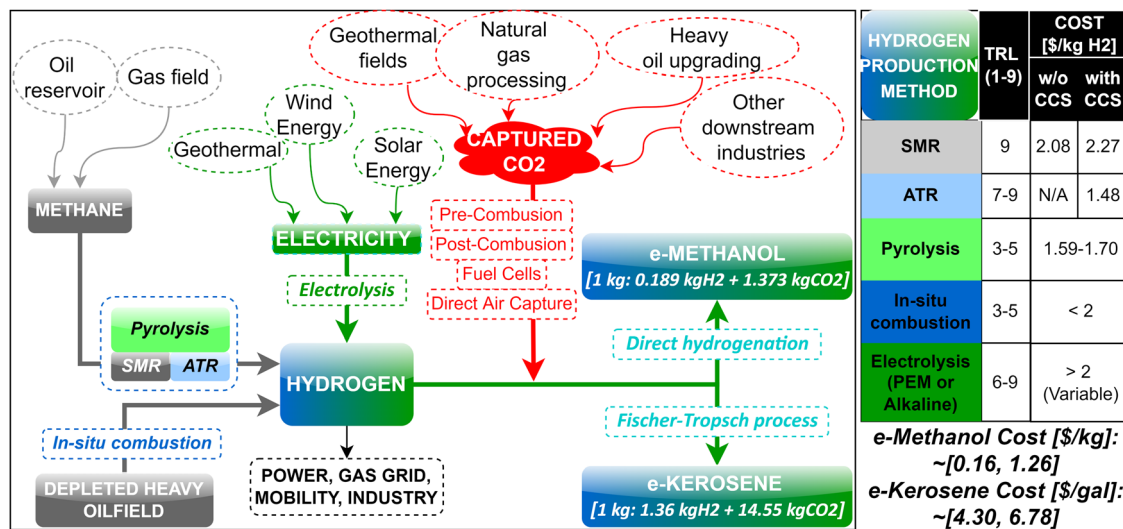 Oil
reservoir
Gas field
METHANE
Geothermal
Wind
Energy
Solar
Energy
ELECTRICITY
Electrolysis
Geothermal
fields
Natural
gas
processing
Heavy
oil upgrading
Other
downstream
industries
CAPTURED
CO2
Pre-Combusion
Post-Combusion
Fuel Cells
Direct Air Capture
Pyrolysis
SMR
ATR
HYDROGEN
In-situ combustion
DEPLETED HEAVY
OILFIELD
POWER, GAS GRID,
MOBILITY, INDUSTRY
e-METHANOL
[1 kg: 0.189 kgH2 + 1.373 kgCO2]
Direct hydrogenation
Fischer-Tropsch process
e-KEROSENE
[1 kg: 1.36 kgH2 + 14.55 kgCO2]
HYDROGEN
PRODUCTION
METHOD
TRL
(1-9)
COST
[$/kg H2]
w/o
CCS
with
CCS
SMR 9 2.08 2.27
ATR 7-9 N/A 1.48
Pyrolysis 3-5 1.59-1.70
In-situ
combustion
3-5 < 2
Electrolysis
(PEM or
Alkaline)
6-9
> 2
(Variable)
e-Methanol Cost [$/kg]:
~[0.16, 1.26]
e-Kerosene Cost [$/gal]:
~[4.30, 6.78]